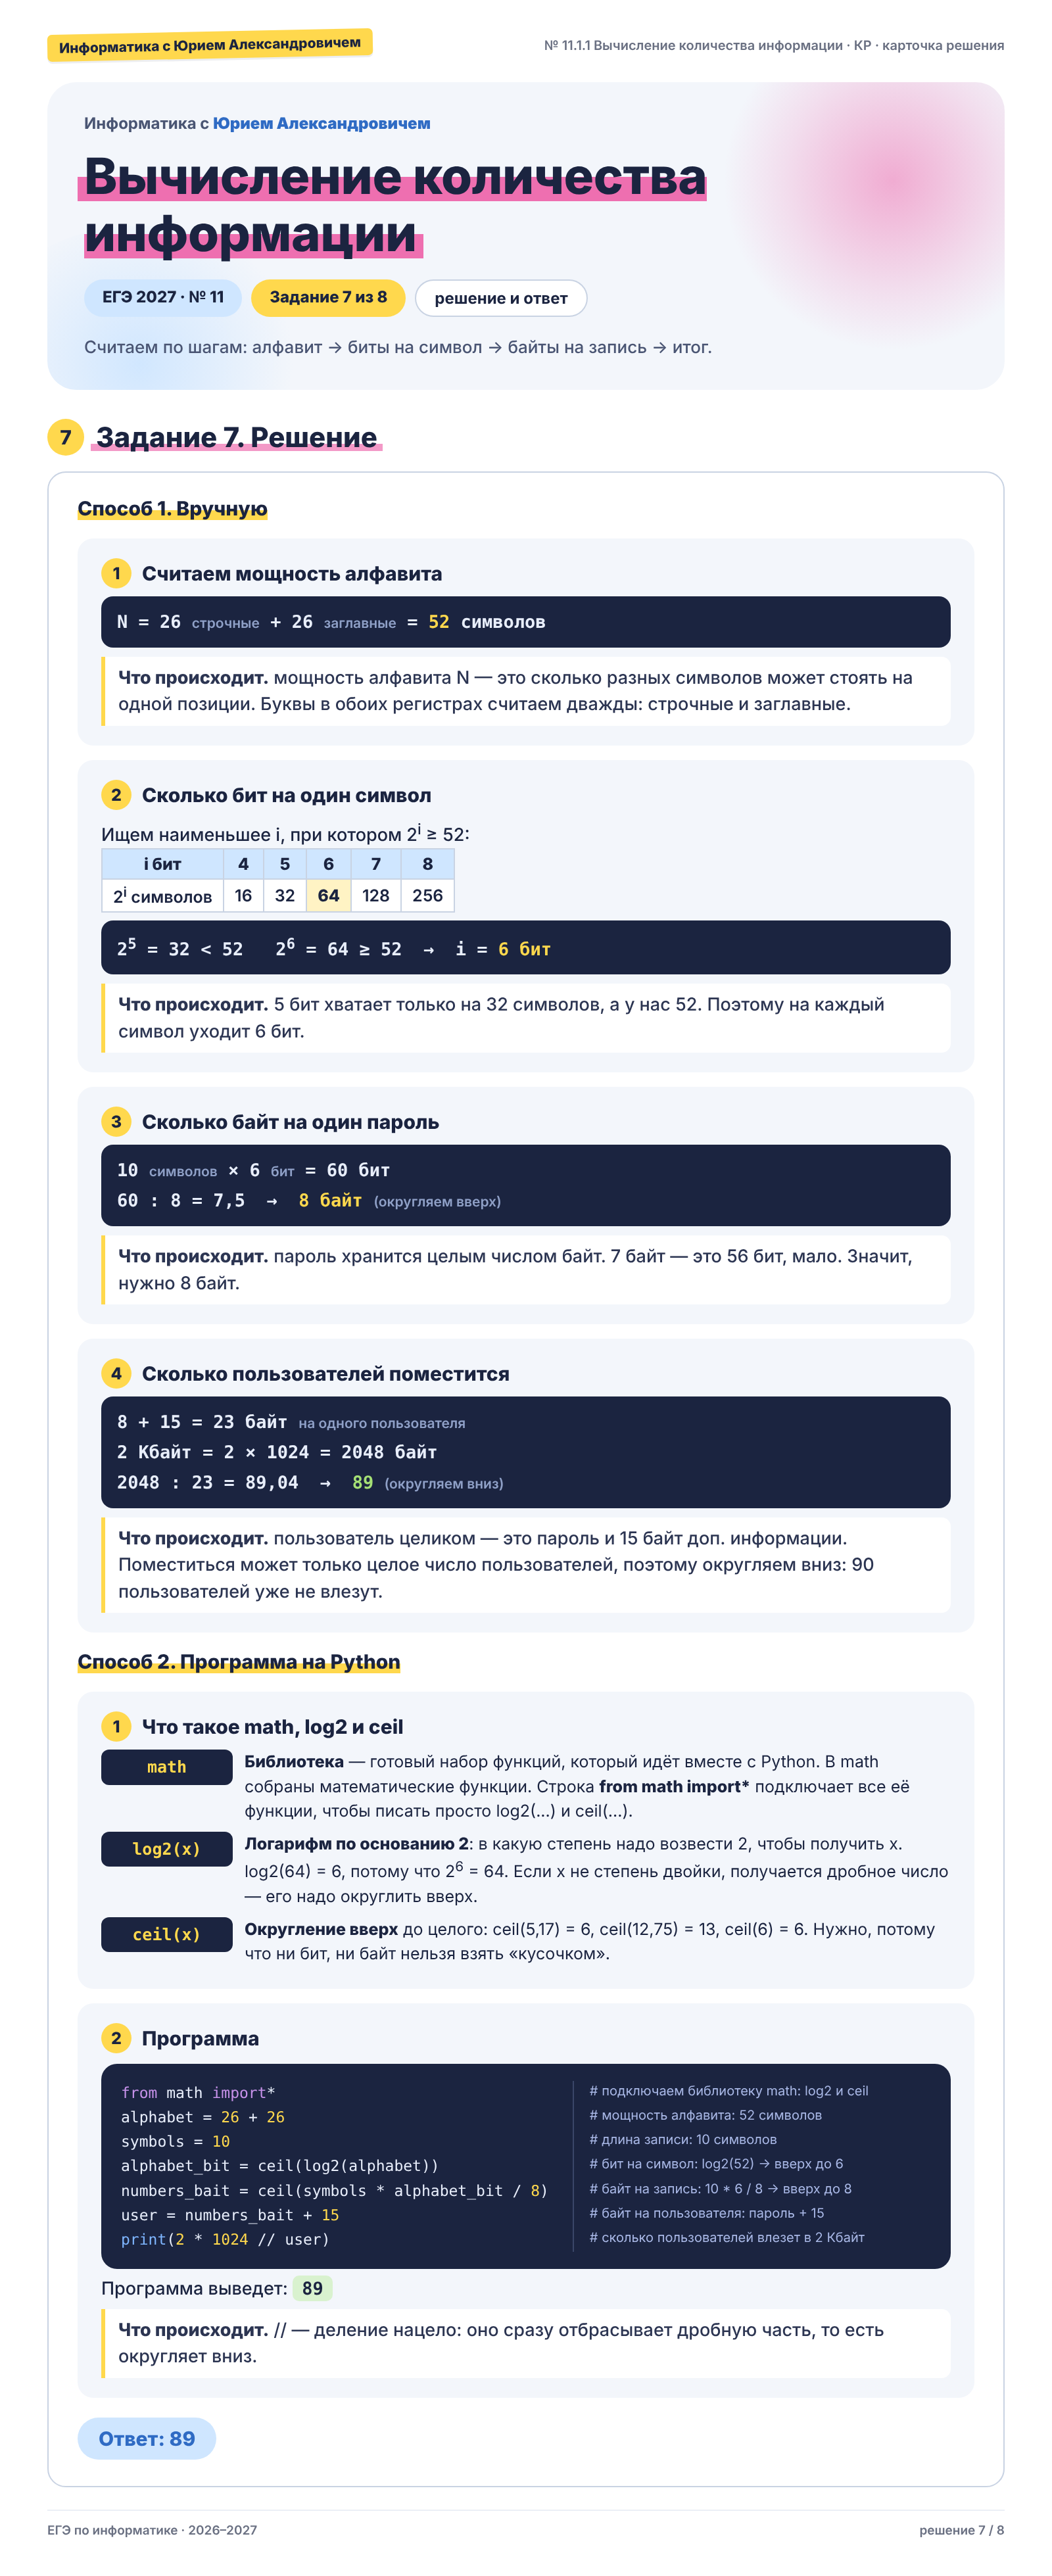 Информатика с Юрием Александровичем
№ 11.1.1 Вычисление количества информации · КР · карточка решения
Информатика с Юрием Александровичем
Вычисление количества
информации
ЕГЭ 2027 · № 11
Задание 7 из 8
решение и ответ
Считаем по шагам: алфавит → биты на символ → байты на запись → итог.
7 Задание 7. Решение
Способ 1. Вручную
1 Считаем мощность алфавита
N = 26 строчные + 26 заглавные = 52 символов
Что происходит. мощность алфавита N — это сколько разных символов может стоять на
одной позиции. Буквы в обоих регистрах считаем дважды: строчные и заглавные.
2 Сколько бит на один символ
Ищем наименьшее i, при котором 2^i ≥ 52:
i бит 4 5 6 7 8
2^i символов 16 32 64 128 256
2^5 = 32 < 52 2^6 = 64 ≥ 52 → i = 6 бит
Что происходит. 5 бит хватает только на 32 символов, а у нас 52. Поэтому на каждый
символ уходит 6 бит.
3 Сколько байт на один пароль
10 символов × 6 бит = 60 бит
60 : 8 = 7,5 → 8 байт (округляем вверх)
Что происходит. пароль хранится целым числом байт. 7 байт — это 56 бит, мало. Значит,
нужно 8 байт.
4 Сколько пользователей поместится
8 + 15 = 23 байт на одного пользователя
2 Кбайт = 2 × 1024 = 2048 байт
2048 : 23 = 89,04 → 89 (округляем вниз)
Что происходит. пользователь целиком — это пароль и 15 байт доп. информации.
Поместиться может только целое число пользователей, поэтому округляем вниз: 90
пользователей уже не влезут.
Способ 2. Программа на Python
1 Что такое math, log2 и ceil
math
Библиотека — готовый набор функций, который идёт вместе с Python. В math
собраны математические функции. Строка from math import* подключает все её
функции, чтобы писать просто log2(...) и ceil(...).
log2(x)
Логарифм по основанию 2: в какую степень надо возвести 2, чтобы получить x.
log2(64) = 6, потому что 2^6 = 64. Если x не степень двойки, получается дробное число
— его надо округлить вверх.
ceil(x)
Округление вверх до целого: ceil(5,17) = 6, ceil(12,75) = 13, ceil(6) = 6. Нужно, потому
что ни бит, ни байт нельзя взять «кусочком».
2 Программа
from math import* # подключаем библиотеку math: log2 и ceil
alphabet = 26 + 26 # мощность алфавита: 52 символов
symbols = 10 # длина записи: 10 символов
alphabet_bit = ceil(log2(alphabet)) # бит на символ: log2(52) → вверх до 6
numbers_bait = ceil(symbols * alphabet_bit / 8) # байт на запись: 10 * 6 / 8 → вверх до 8
user = numbers_bait + 15 # байт на пользователя: пароль + 15
print(2 * 1024 // user) # сколько пользователей влезет в 2 Кбайт
Программа выведет: 89
Что происходит. // — деление нацело: оно сразу отбрасывает дробную часть, то есть
округляет вниз.
Ответ: 89
ЕГЭ по информатике · 2026–2027
решение 7 / 8